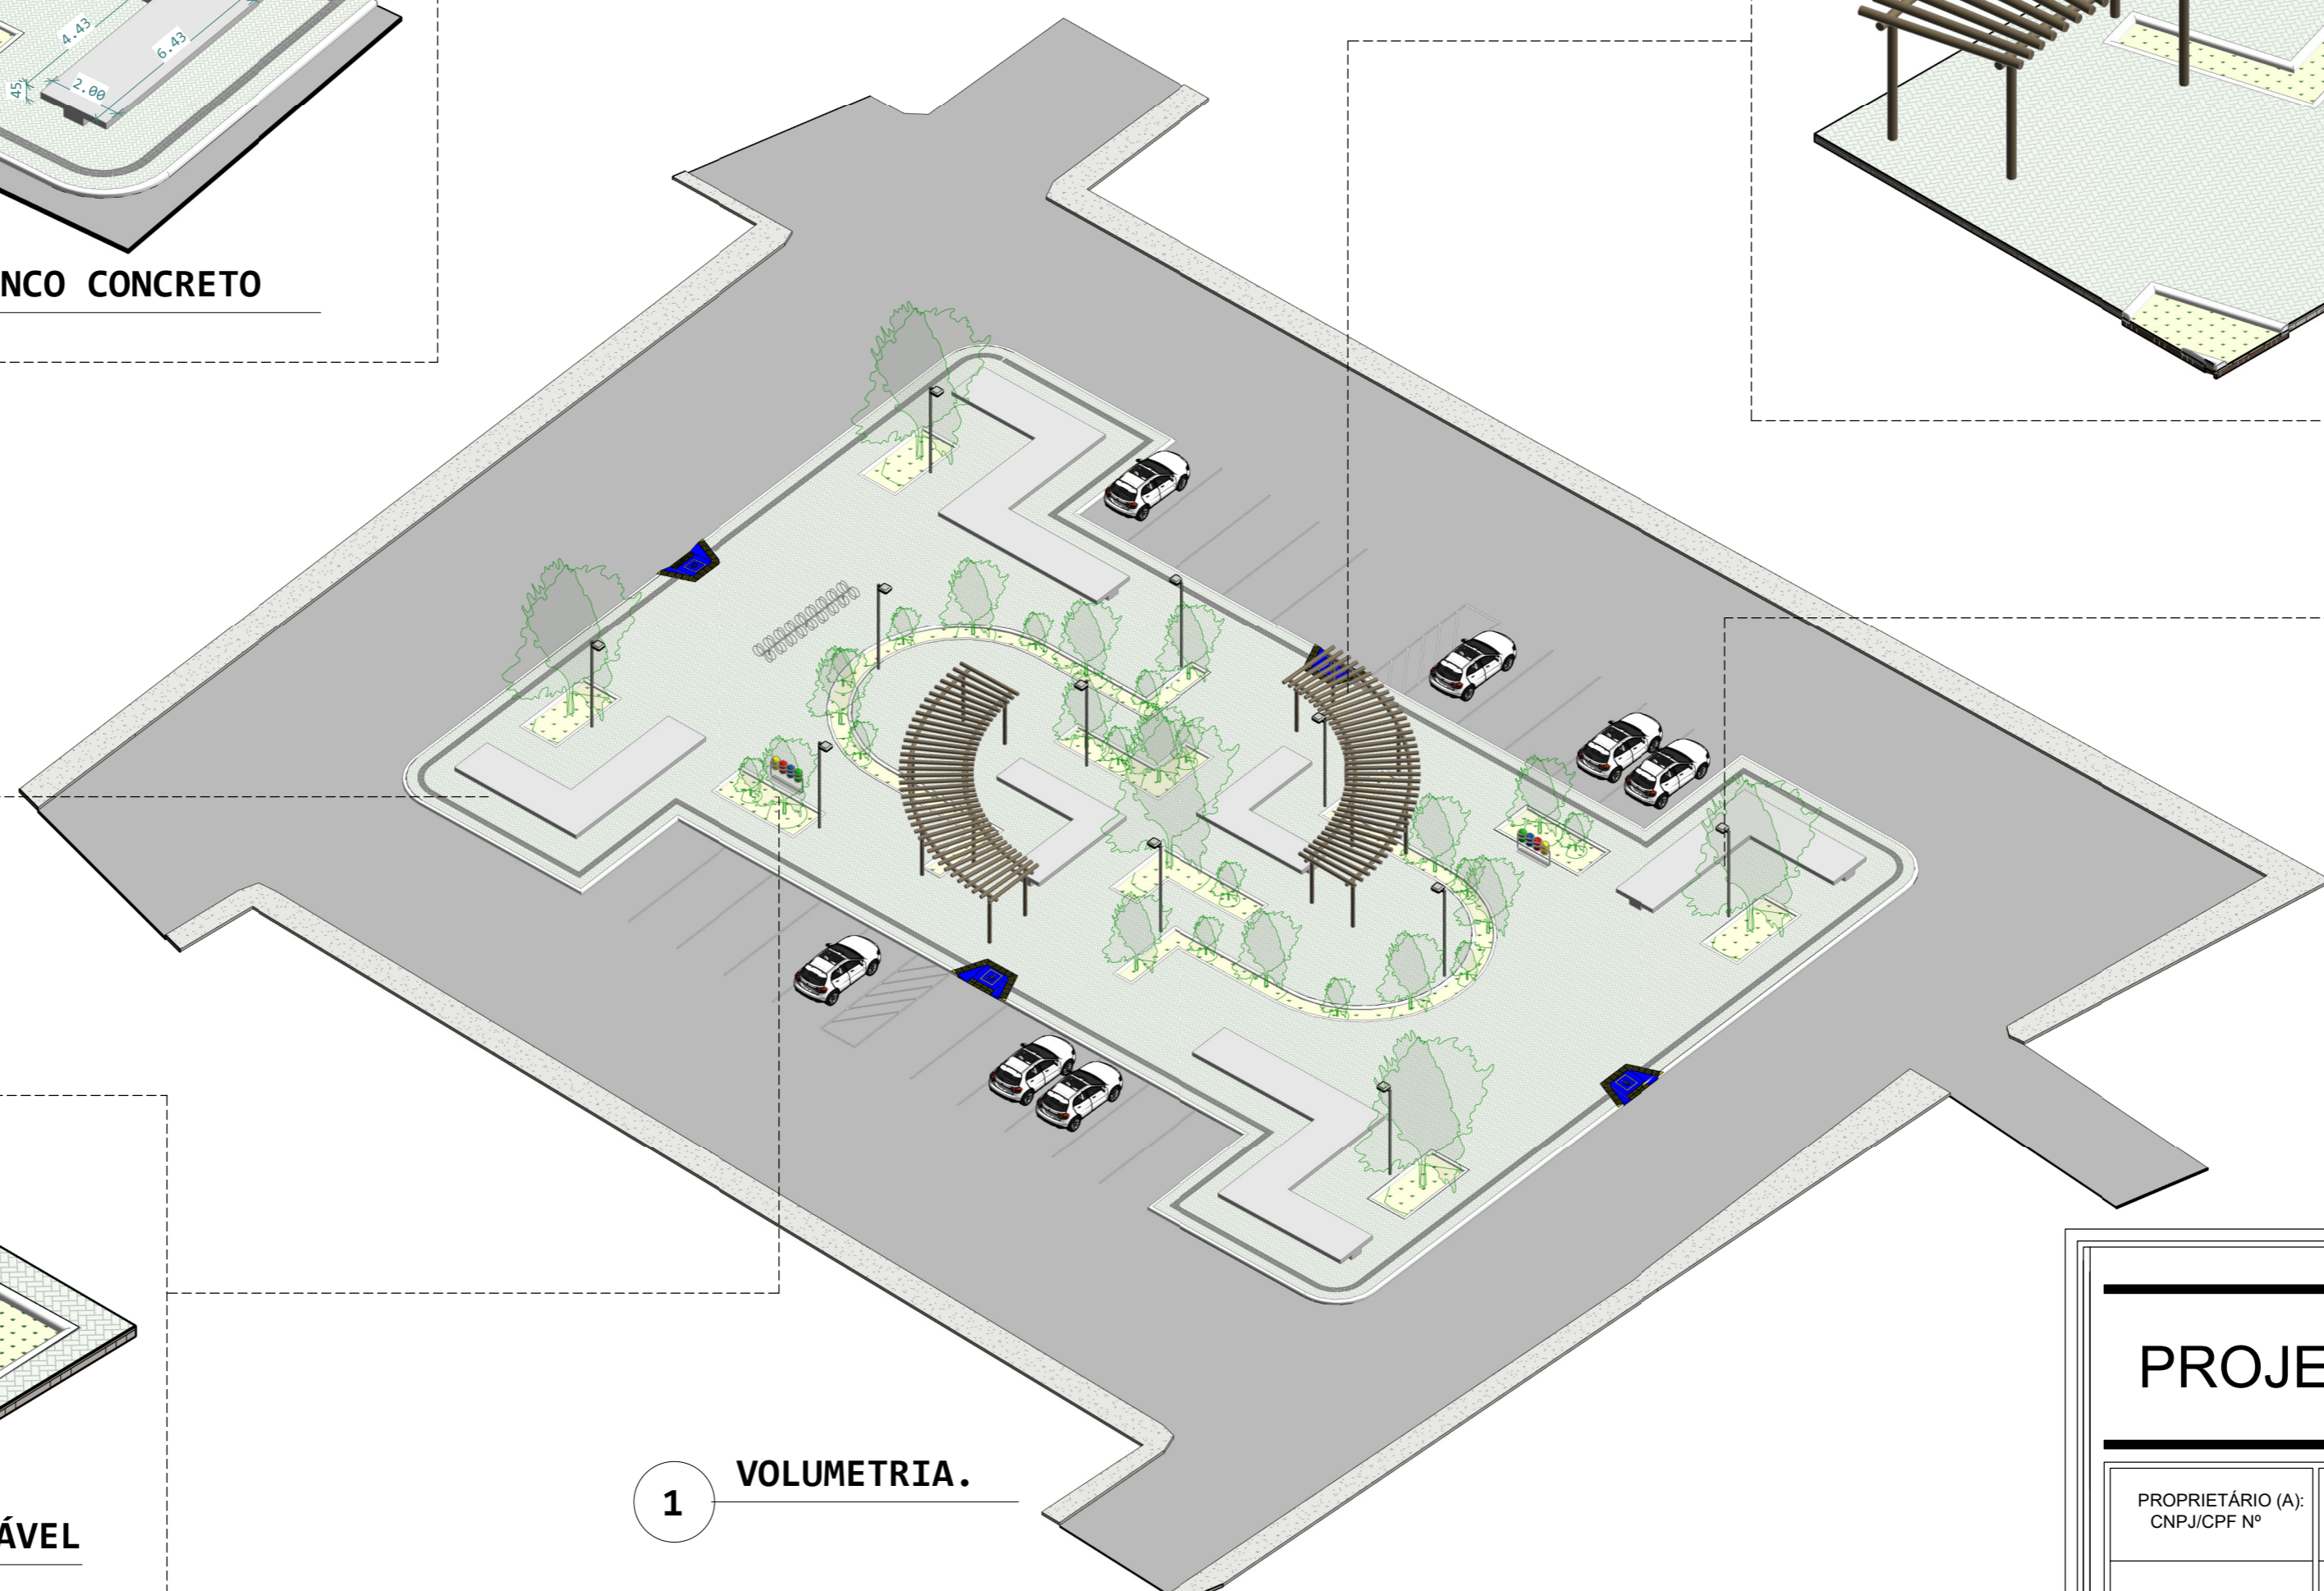 4.43
6.43
2.00
45
NCO CONCRETO
1
VOLUMETRIA.
ÁVEL
PROJE
PROPRIETÁRIO (A):
CNPJ/CPF Nº